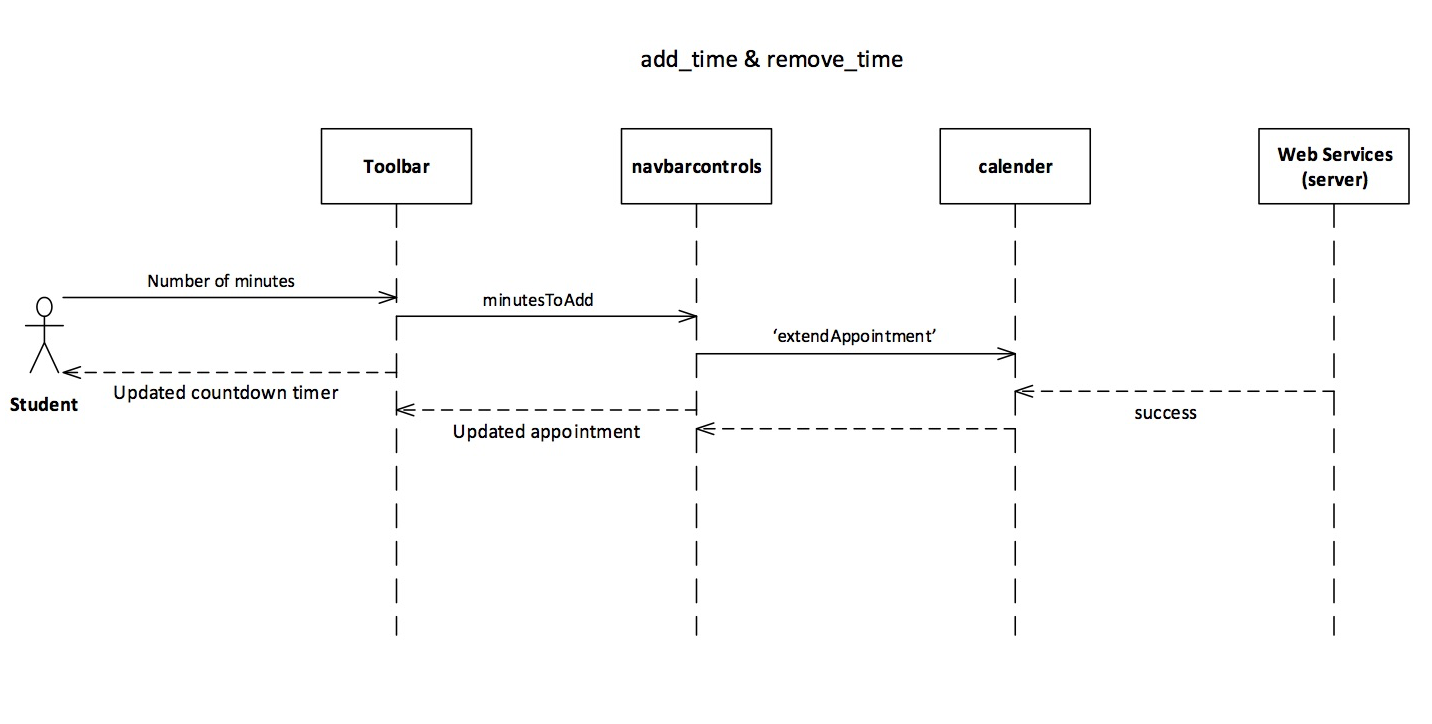 add_time & remove_time
Toolbar
navbarcontrols
calender
Web Services
(server)
Number of minutes
minutesToAdd
‘extendAppointment’
Updated countdown timer
Student
success
Updated appointment